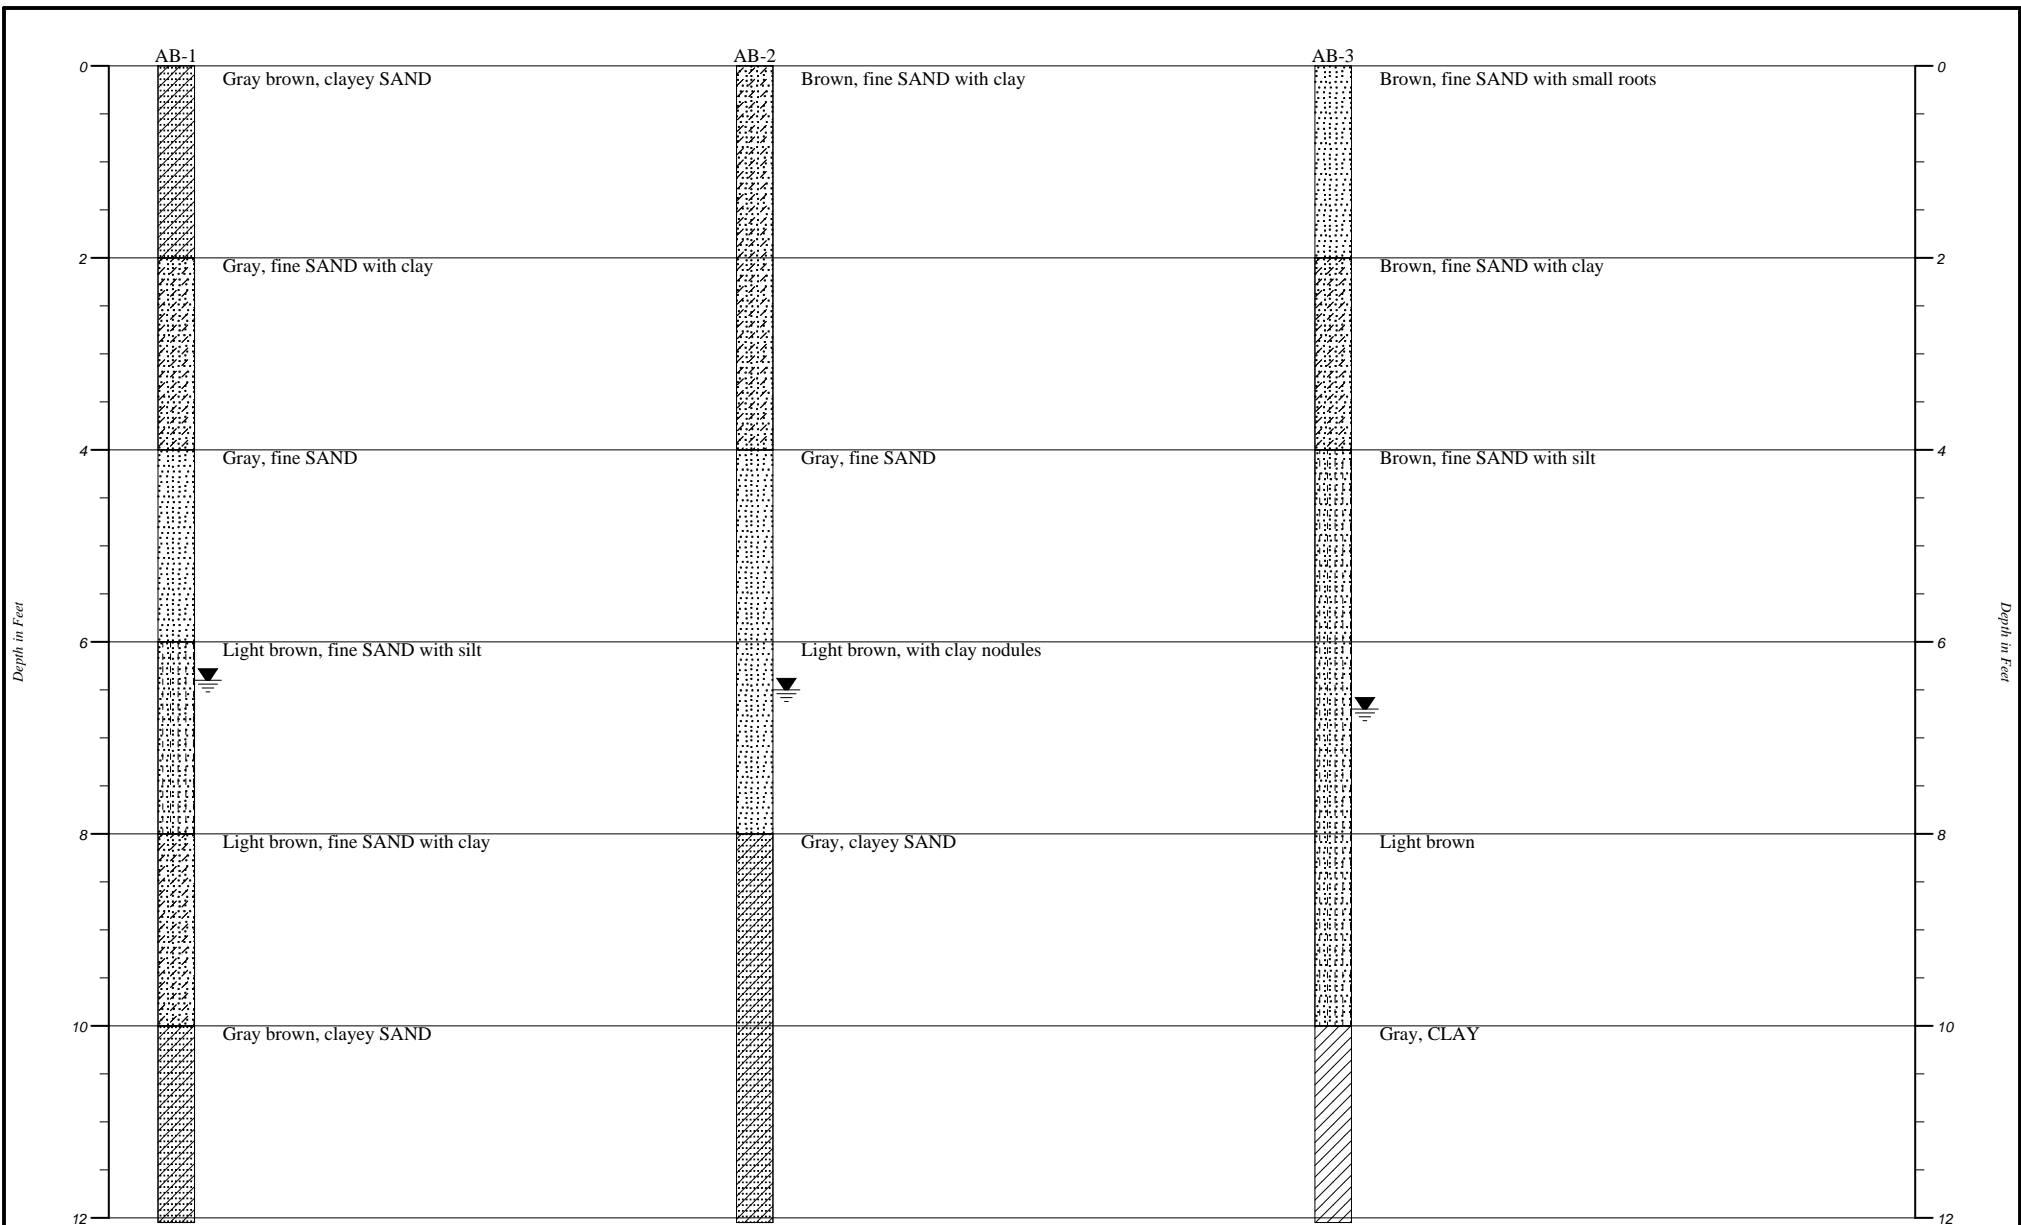 AB-1 AB-2 AB-3
0 Gray brown, clayey SAND Brown, fine SAND with clay Brown, fine SAND with small roots 0
2 Gray, fine SAND with clay Brown, fine SAND with clay 2
4 Gray, fine SAND Gray, fine SAND Brown, fine SAND with silt 4
Depth in Feet Depth in Feet
6 Light brown, fine SAND with silt Light brown, with clay nodules 6
8 Light brown, fine SAND with clay Gray, clayey SAND Light brown 8
10 Gray brown, clayey SAND Gray, CLAY 10
12 12